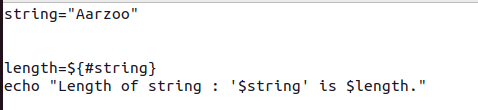 string="Aarzoo"
length=${#string}
echo "Length of string : '$string' is $length."